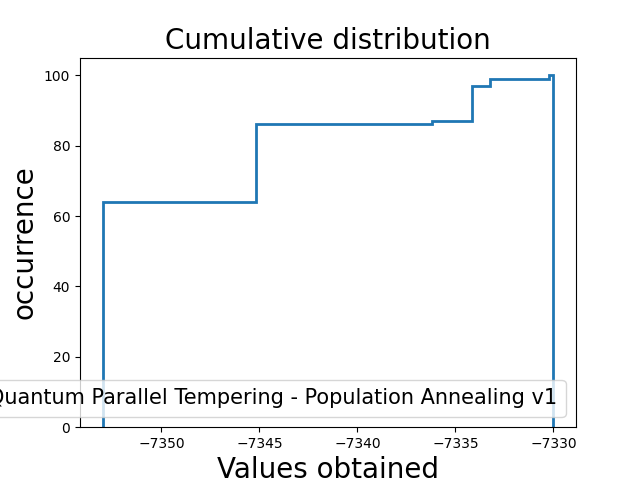 Cumulative distribution
100
80
60
40
20
0
occurrence
Quantum Parallel Tempering - Population Annealing v1
−7350
−7345
−7340
−7335
−7330
Values obtained